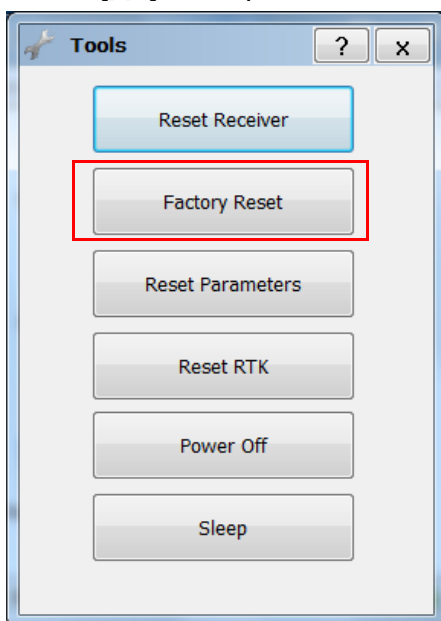 Tools ? x
Reset Receiver
Factory Reset
Reset Parameters
Reset RTK
Power Off
Sleep